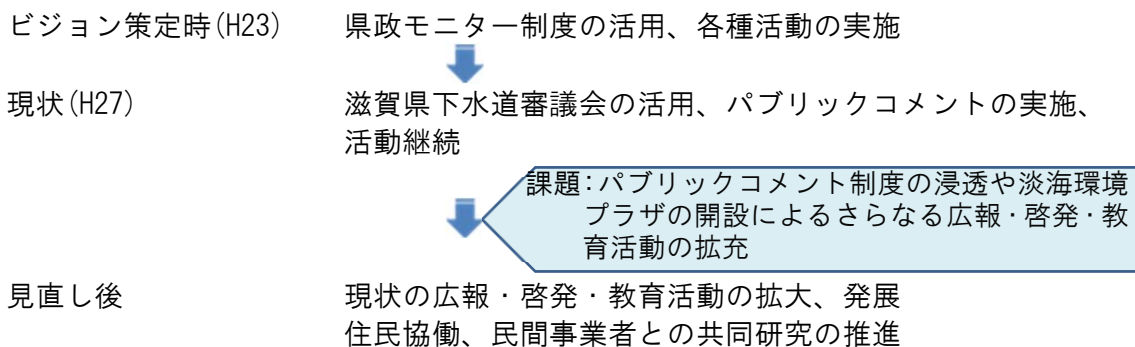 ビジョン策定時(H23) 県政モニター制度の活用、各種活動の実施
現状(H27) 滋賀県下水道審議会の活用、パブリックコメントの実施、
活動継続
課題:パブリックコメント制度の浸透や淡海環境
プラザの開設によるさらなる広報・啓発・教
育活動の拡充
見直し後 現状の広報・啓発・教育活動の拡大、発展
住民協働、民間事業者との共同研究の推進